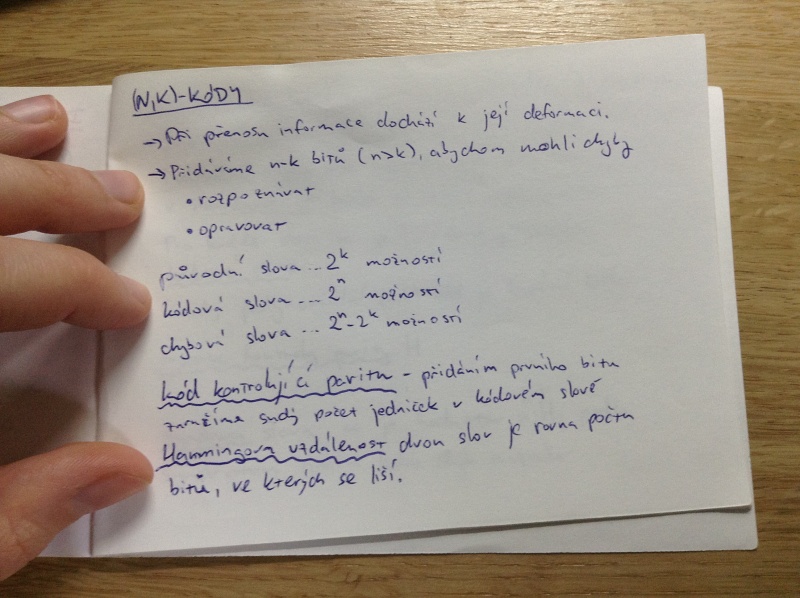 (N,K)-KÓDY
→ Při přenosu informace dochází k její deformaci.
→ Přidáváme n-k bitů (n>k), abychom mohli chyby
• rozpoznávat
• opravovat
původní slova ... 2^k možností
kódová slova ... 2^n možností
chybová slova ... 2^n-2^k možností
kód kontrolující paritu - přidáním prvního bitu
zaručíme sudý počet jedniček v kódovém slově
Hammingova vzdálenost dvou slov je rovna počtu
bitů, ve kterých se liší.